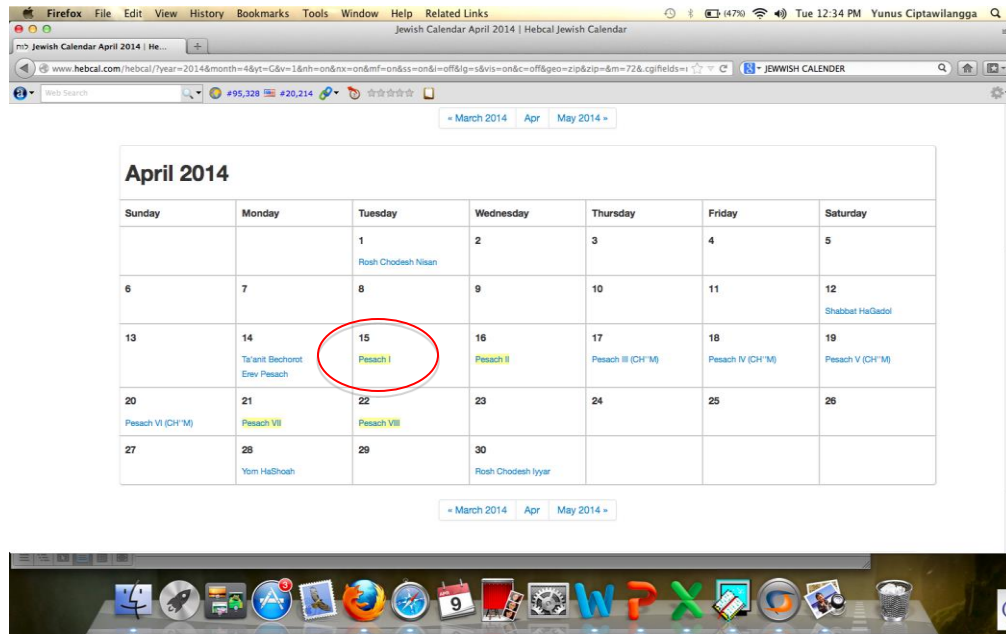 Firefox File Edit View History Bookmarks Tools Window Help Related Links (47%) Tue 12:34 PM Yunus Ciptawilangga
Jewish Calendar April 2014 | Hebcal Jewish Calendar
לוח Jewish Calendar April 2014 | He...
www.hebcal.com/hebcal/?year=2014&month=4&yt=G&v=1&nh=on&nx=on&mf=on&ss=on&i=off&lg=s&vis=on&c=off&geo=zip&zip=&m=72&.cgifields=i JEWWISH CALENDER
Web Search #95,328 #20,214
« March 2014 Apr May 2014 »
April 2014
Sunday Monday Tuesday Wednesday Thursday Friday Saturday
1 2 3 4 5
Rosh Chodesh Nisan
6 7 8 9 10 11 12
Shabbat HaGadol
13 14 15 16 17 18 19
Ta'anit Bechorot Pesach I Pesach II Pesach III (CH''M) Pesach IV (CH''M) Pesach V (CH''M)
Erev Pesach
20 21 22 23 24 25 26
Pesach VI (CH''M) Pesach VII Pesach VIII
27 28 29 30
Yom HaShoah Rosh Chodesh Iyyar
« March 2014 Apr May 2014 »
3
9